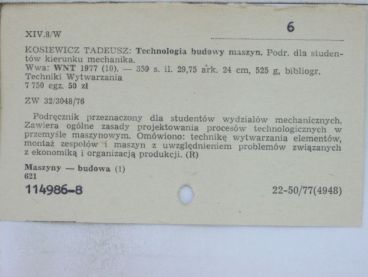 6
XIV.8/W
KOSIEWICZ TADEUSZ: Technologia budowy maszyn. Podr. dla studen-
tów kierunku mechanika.
Wwa: WNT 1977 (10). — 359 s. il. 29,75 ark. 24 cm, 525 g, bibliogr.
Techniki Wytwarzania
7 750 egz. 50 zł
ZW 32/3048/76
Podręcznik przeznaczony dla studentów wydziałów mechanicznych.
Zawiera ogólne zasady projektowania procesów technologicznych w
przemyśle maszynowym. Omówiono: technikę wytwarzania elementów,
montaż zespołów i maszyn z uwzględnieniem problemów związanych
z ekonomiką i organizacją produkcji. (R)
Maszyny — budowa (1)
621
114986-8
22-50/77(4948)